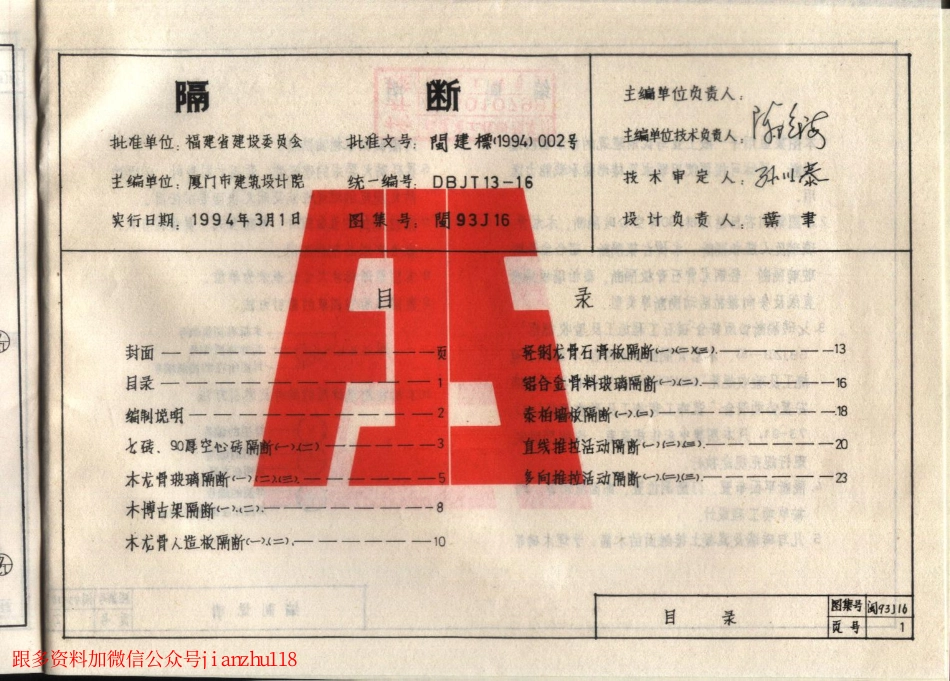 隔 断
批准单位: 福建省建设委员会 批准文号: 閩建標(1994):002号
主编单位: 厦门市建筑设计院 统一编号: DBJT13-16
实行日期: 1994年3月1日 图集号: 閩93J16
主编单位负责人:
主编单位技术负责人:
技术审定人:
设计负责人: 葉聿
目 录
封面 页
目录 1
编制说明 2
七砖、90厚空心砖隔断(一)(二) 3
木龙骨玻璃隔断(一)(二)(三) 5
木博古架隔断(一)(二) 8
木龙骨人造板隔断(一)(二) 10
轻钢龙骨石膏板隔断(一)(二)(三) 13
铝合金骨料玻璃隔断(一)(二) 16
泰柏墙板隔断(一)(二) 18
直线推拉活动隔断(一)(二)(三) 20
多向推拉活动隔断(一)(二)(三) 23
目 录
图集号 闽93J16
页号 1
跟多资料加微信公众号jianzhu118